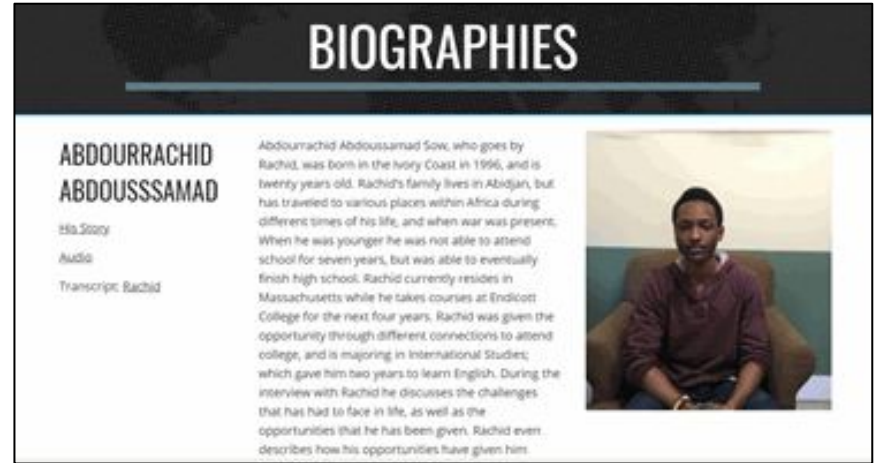 BIOGRAPHIES
ABDOURRACHID
ABDOUSSSAMAD
His Story
Audio
Transcript: Rachid
Abdourrachid Abdoussamad Sow, who goes by
Rachid, was born in the Ivory Coast in 1996, and is
twenty years old. Rachid's family lives in Abidjan, but
has traveled to various places within Africa during
different times of his life, and when war was present.
When he was younger he was not able to attend
school for seven years, but was able to eventually
finish high school. Rachid currently resides in
Massachusetts while he takes courses at Endicott
College for the next four years. Rachid was given the
opportunity through different connections to attend
college, and is majoring in International Studies;
which gave him two years to learn English. During the
interview with Rachid he discusses the challenges
that has had to face in life, as well as the
opportunities that he has been given. Rachid even
describes how his opportunities have given him